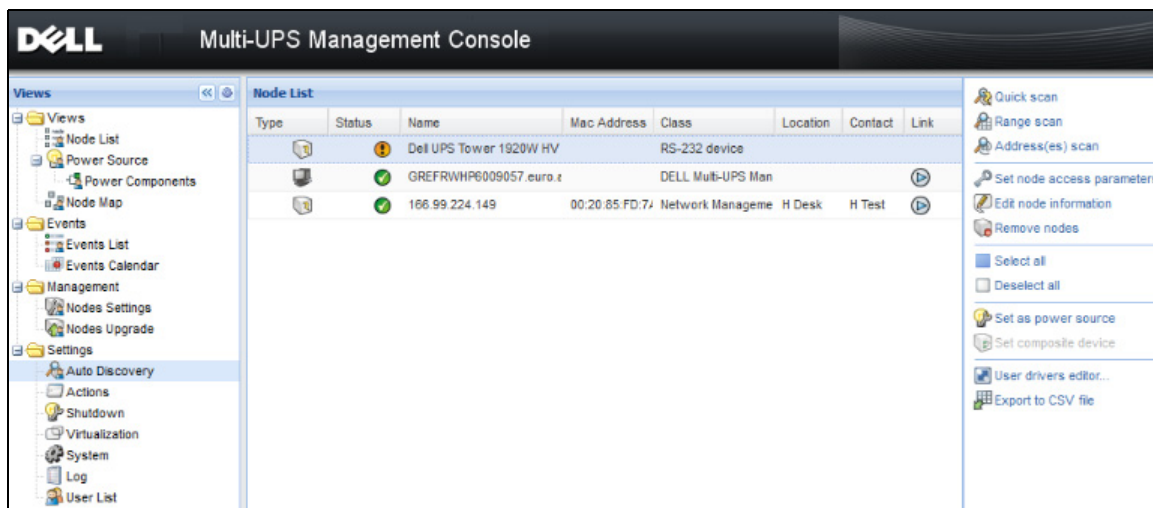 DELL
Multi-UPS Management Console
Views
Views
Node List
Power Source
Power Components
Node Map
Events
Events List
Events Calendar
Management
Nodes Settings
Nodes Upgrade
Settings
Auto Discovery
Actions
Shutdown
Virtualization
System
Log
User List
Node List
Type Status Name Mac Address Class Location Contact Link
Dell UPS Tower 1920W HV RS-232 device
GREFRWHP6009057.euro.e DELL Multi-UPS Man
166.99.224.149 00:20:85:FD:7 Network Manageme H Desk H Test
Quick scan
Range scan
Address(es) scan
Set node access parameter
Edit node information
Remove nodes
Select all
Deselect all
Set as power source
Set composite device
User drivers editor...
Export to CSV file